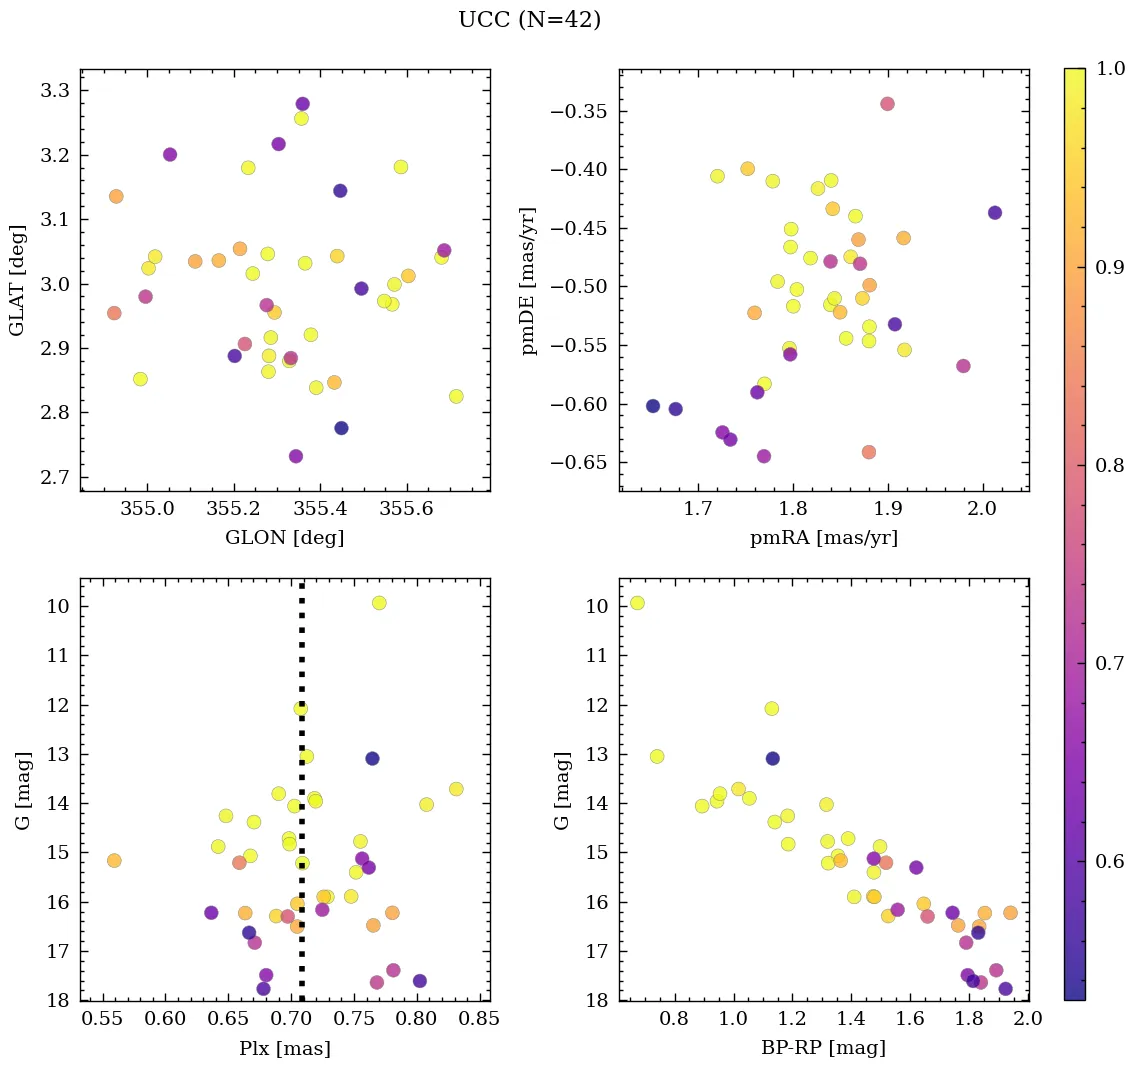 UCC (N=42)
3.3
3.2
3.1
3.0
2.9
2.8
2.7
GLAT [deg]
355.0 355.2 355.4 355.6
GLON [deg]
−0.35
−0.40
−0.45
−0.50
−0.55
−0.60
−0.65
pmDE [mas/yr]
1.7 1.8 1.9 2.0
pmRA [mas/yr]
10
11
12
13
14
15
16
17
18
G [mag]
0.55 0.60 0.65 0.70 0.75 0.80 0.85
Plx [mas]
10
11
12
13
14
15
16
17
18
G [mag]
0.8 1.0 1.2 1.4 1.6 1.8 2.0
BP-RP [mag]
1.0
0.9
0.8
0.7
0.6